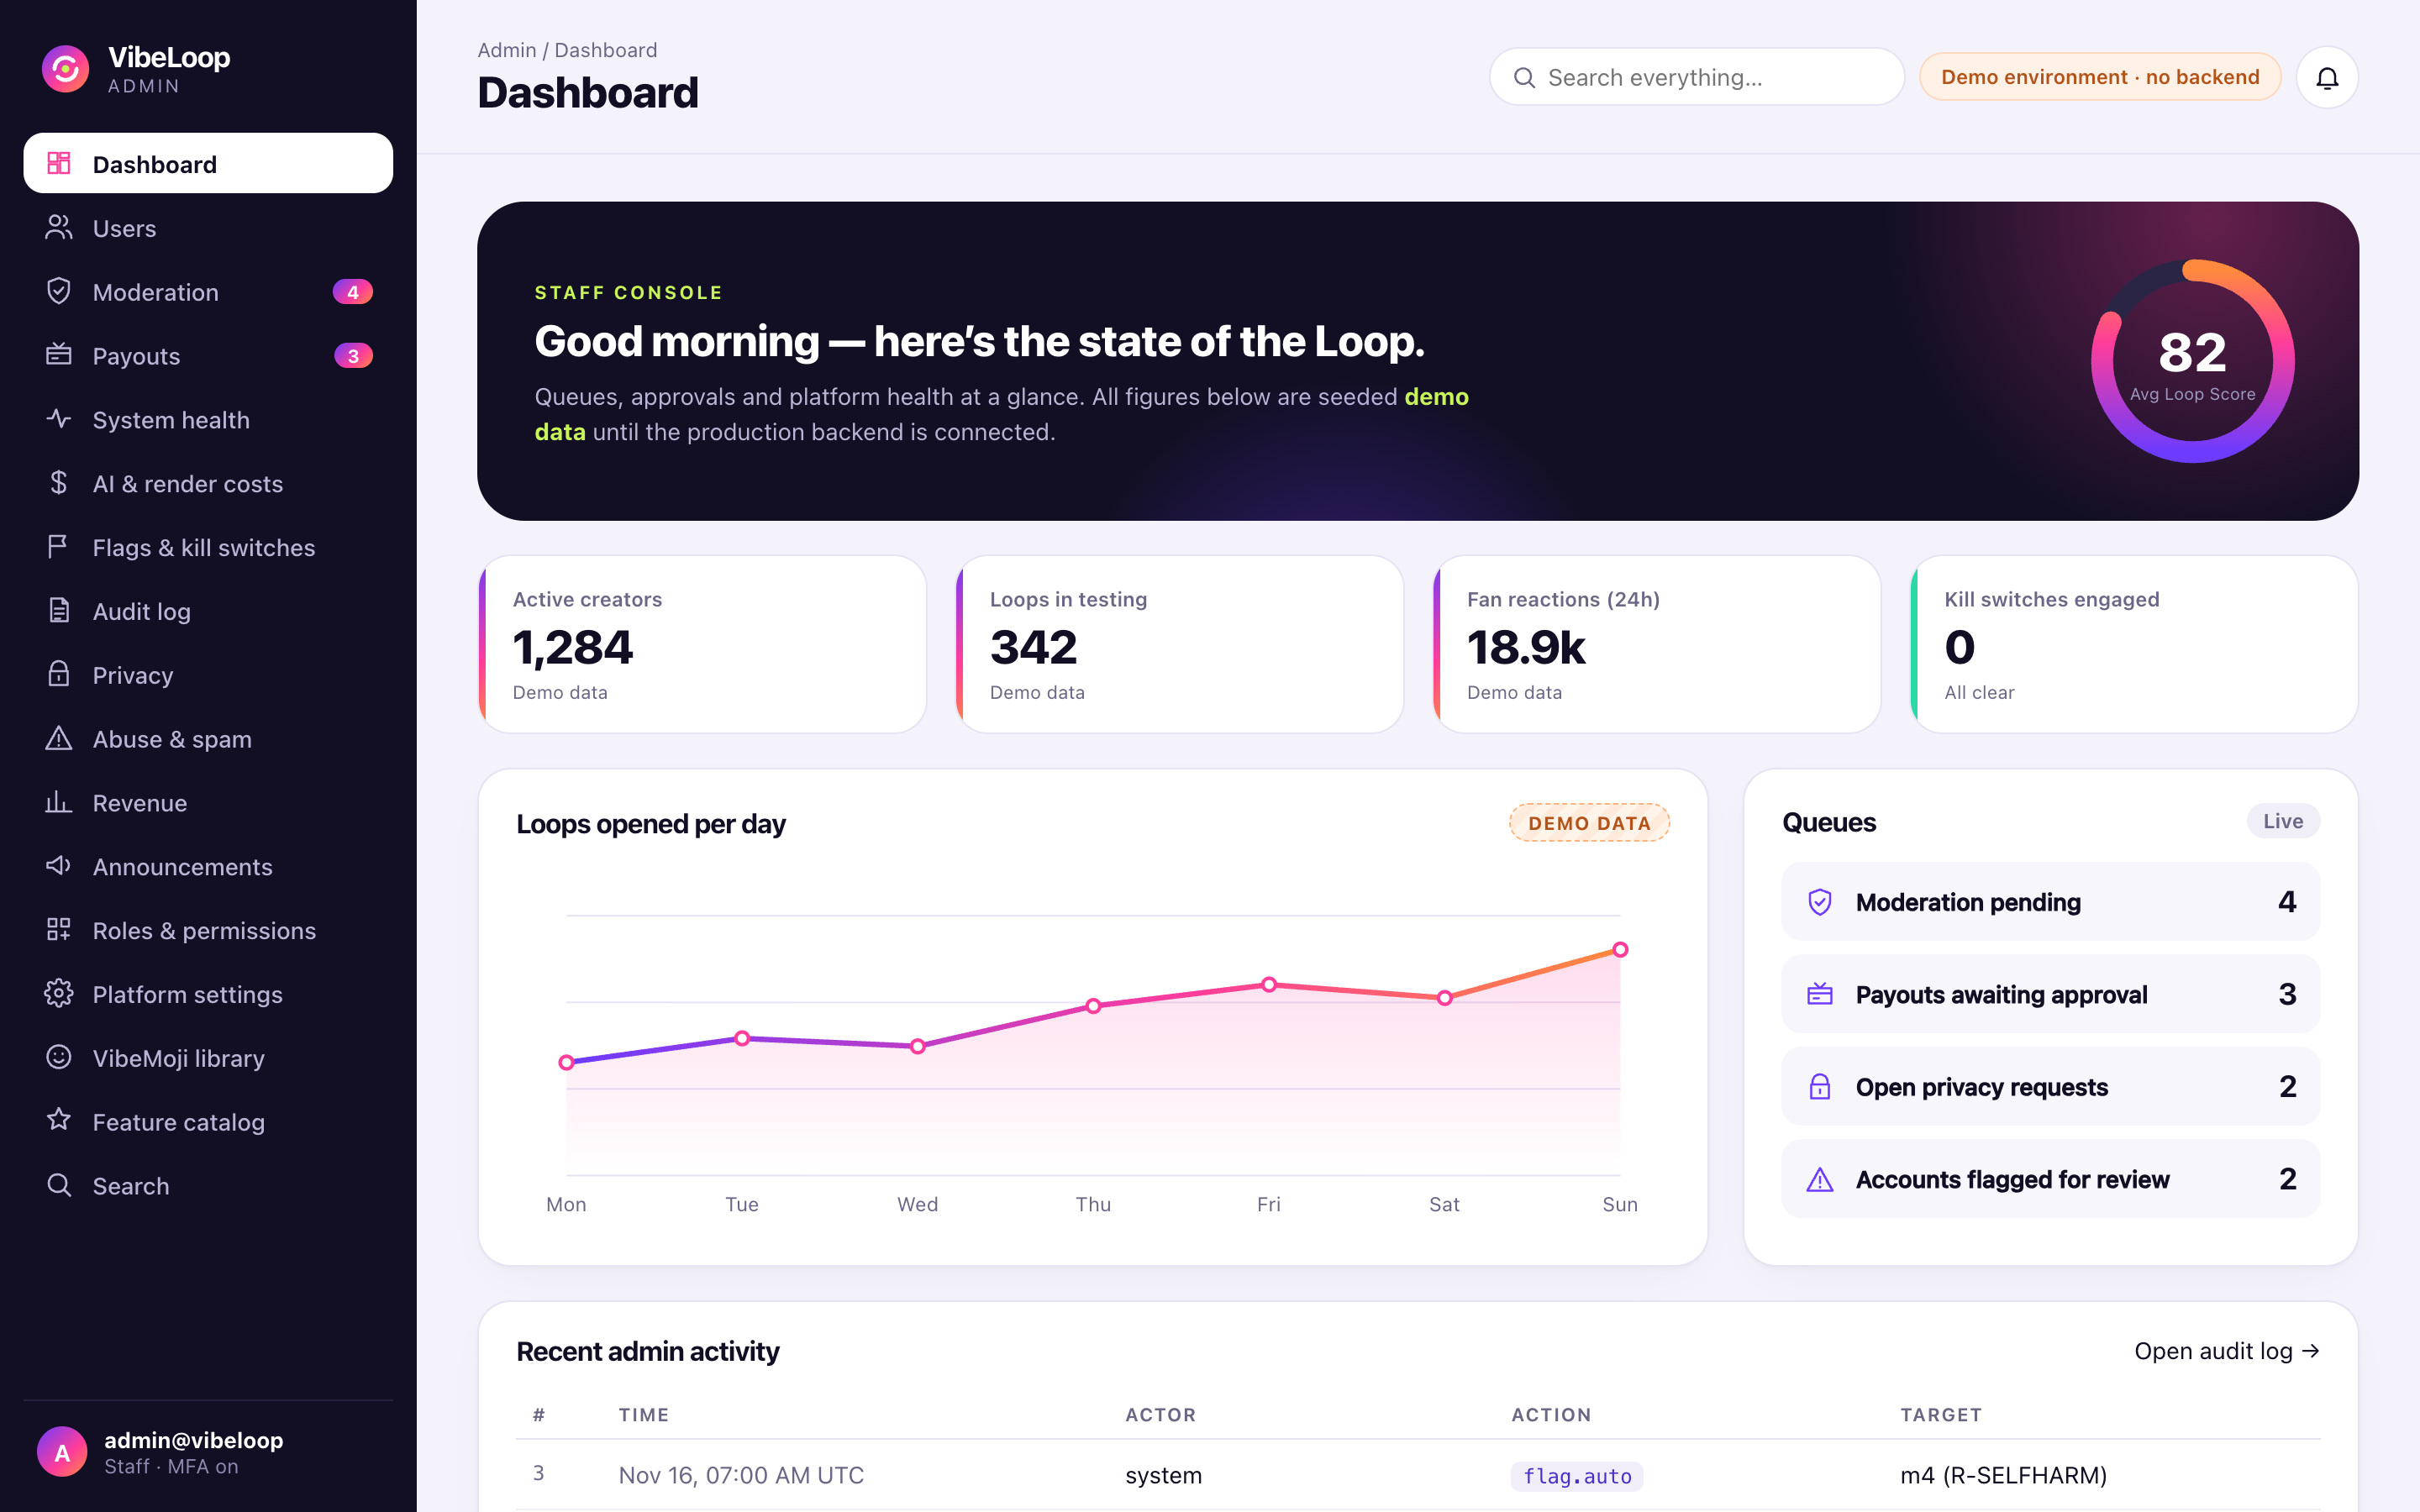 VibeLoop
ADMIN
Dashboard
Users
Moderation 4
Payouts 3
System health
AI & render costs
Flags & kill switches
Audit log
Privacy
Abuse & spam
Revenue
Announcements
Roles & permissions
Platform settings
VibeMoji library
Feature catalog
Search
A
admin@vibeloop
Staff · MFA on
Admin / Dashboard
Dashboard
Search everything...
Demo environment · no backend
STAFF CONSOLE
Good morning — here’s the state of the Loop.
Queues, approvals and platform health at a glance. All figures below are seeded demo
data until the production backend is connected.
82
Avg Loop Score
Active creators
1,284
Demo data
Loops in testing
342
Demo data
Fan reactions (24h)
18.9k
Demo data
Kill switches engaged
0
All clear
Loops opened per day
DEMO DATA
Mon Tue Wed Thu Fri Sat Sun
Queues
Live
Moderation pending 4
Payouts awaiting approval 3
Open privacy requests 2
Accounts flagged for review 2
Recent admin activity
Open audit log →
# TIME ACTOR ACTION TARGET
3 Nov 16, 07:00 AM UTC system flag.auto m4 (R-SELFHARM)